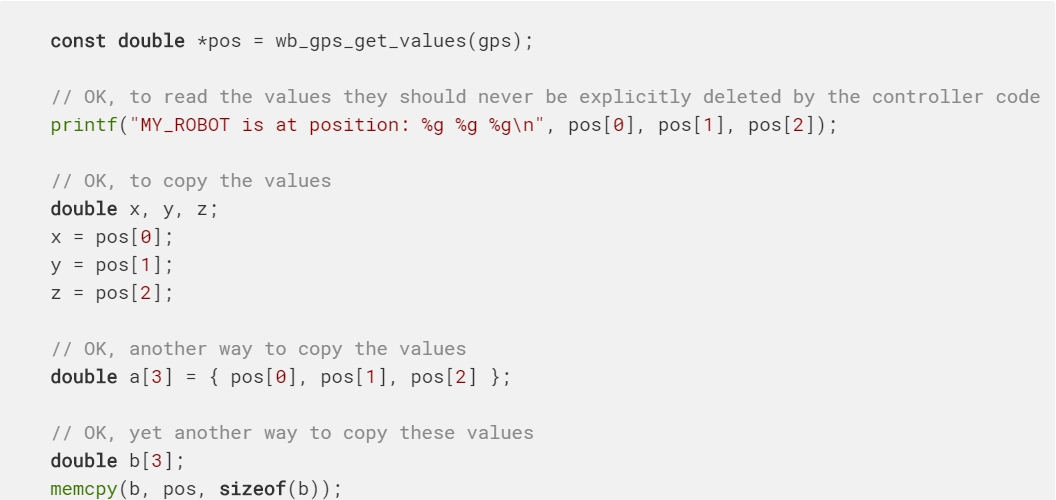 const double *pos = wb_gps_get_values(gps);
// OK, to read the values they should never be explicitly deleted by the controller code
printf("MY_ROBOT is at position: %g %g %g\n", pos[0], pos[1], pos[2]);
// OK, to copy the values
double x, y, z;
x = pos[0];
y = pos[1];
z = pos[2];
// OK, another way to copy the values
double a[3] = { pos[0], pos[1], pos[2] };
// OK, yet another way to copy these values
double b[3];
memcpy(b, pos, sizeof(b));